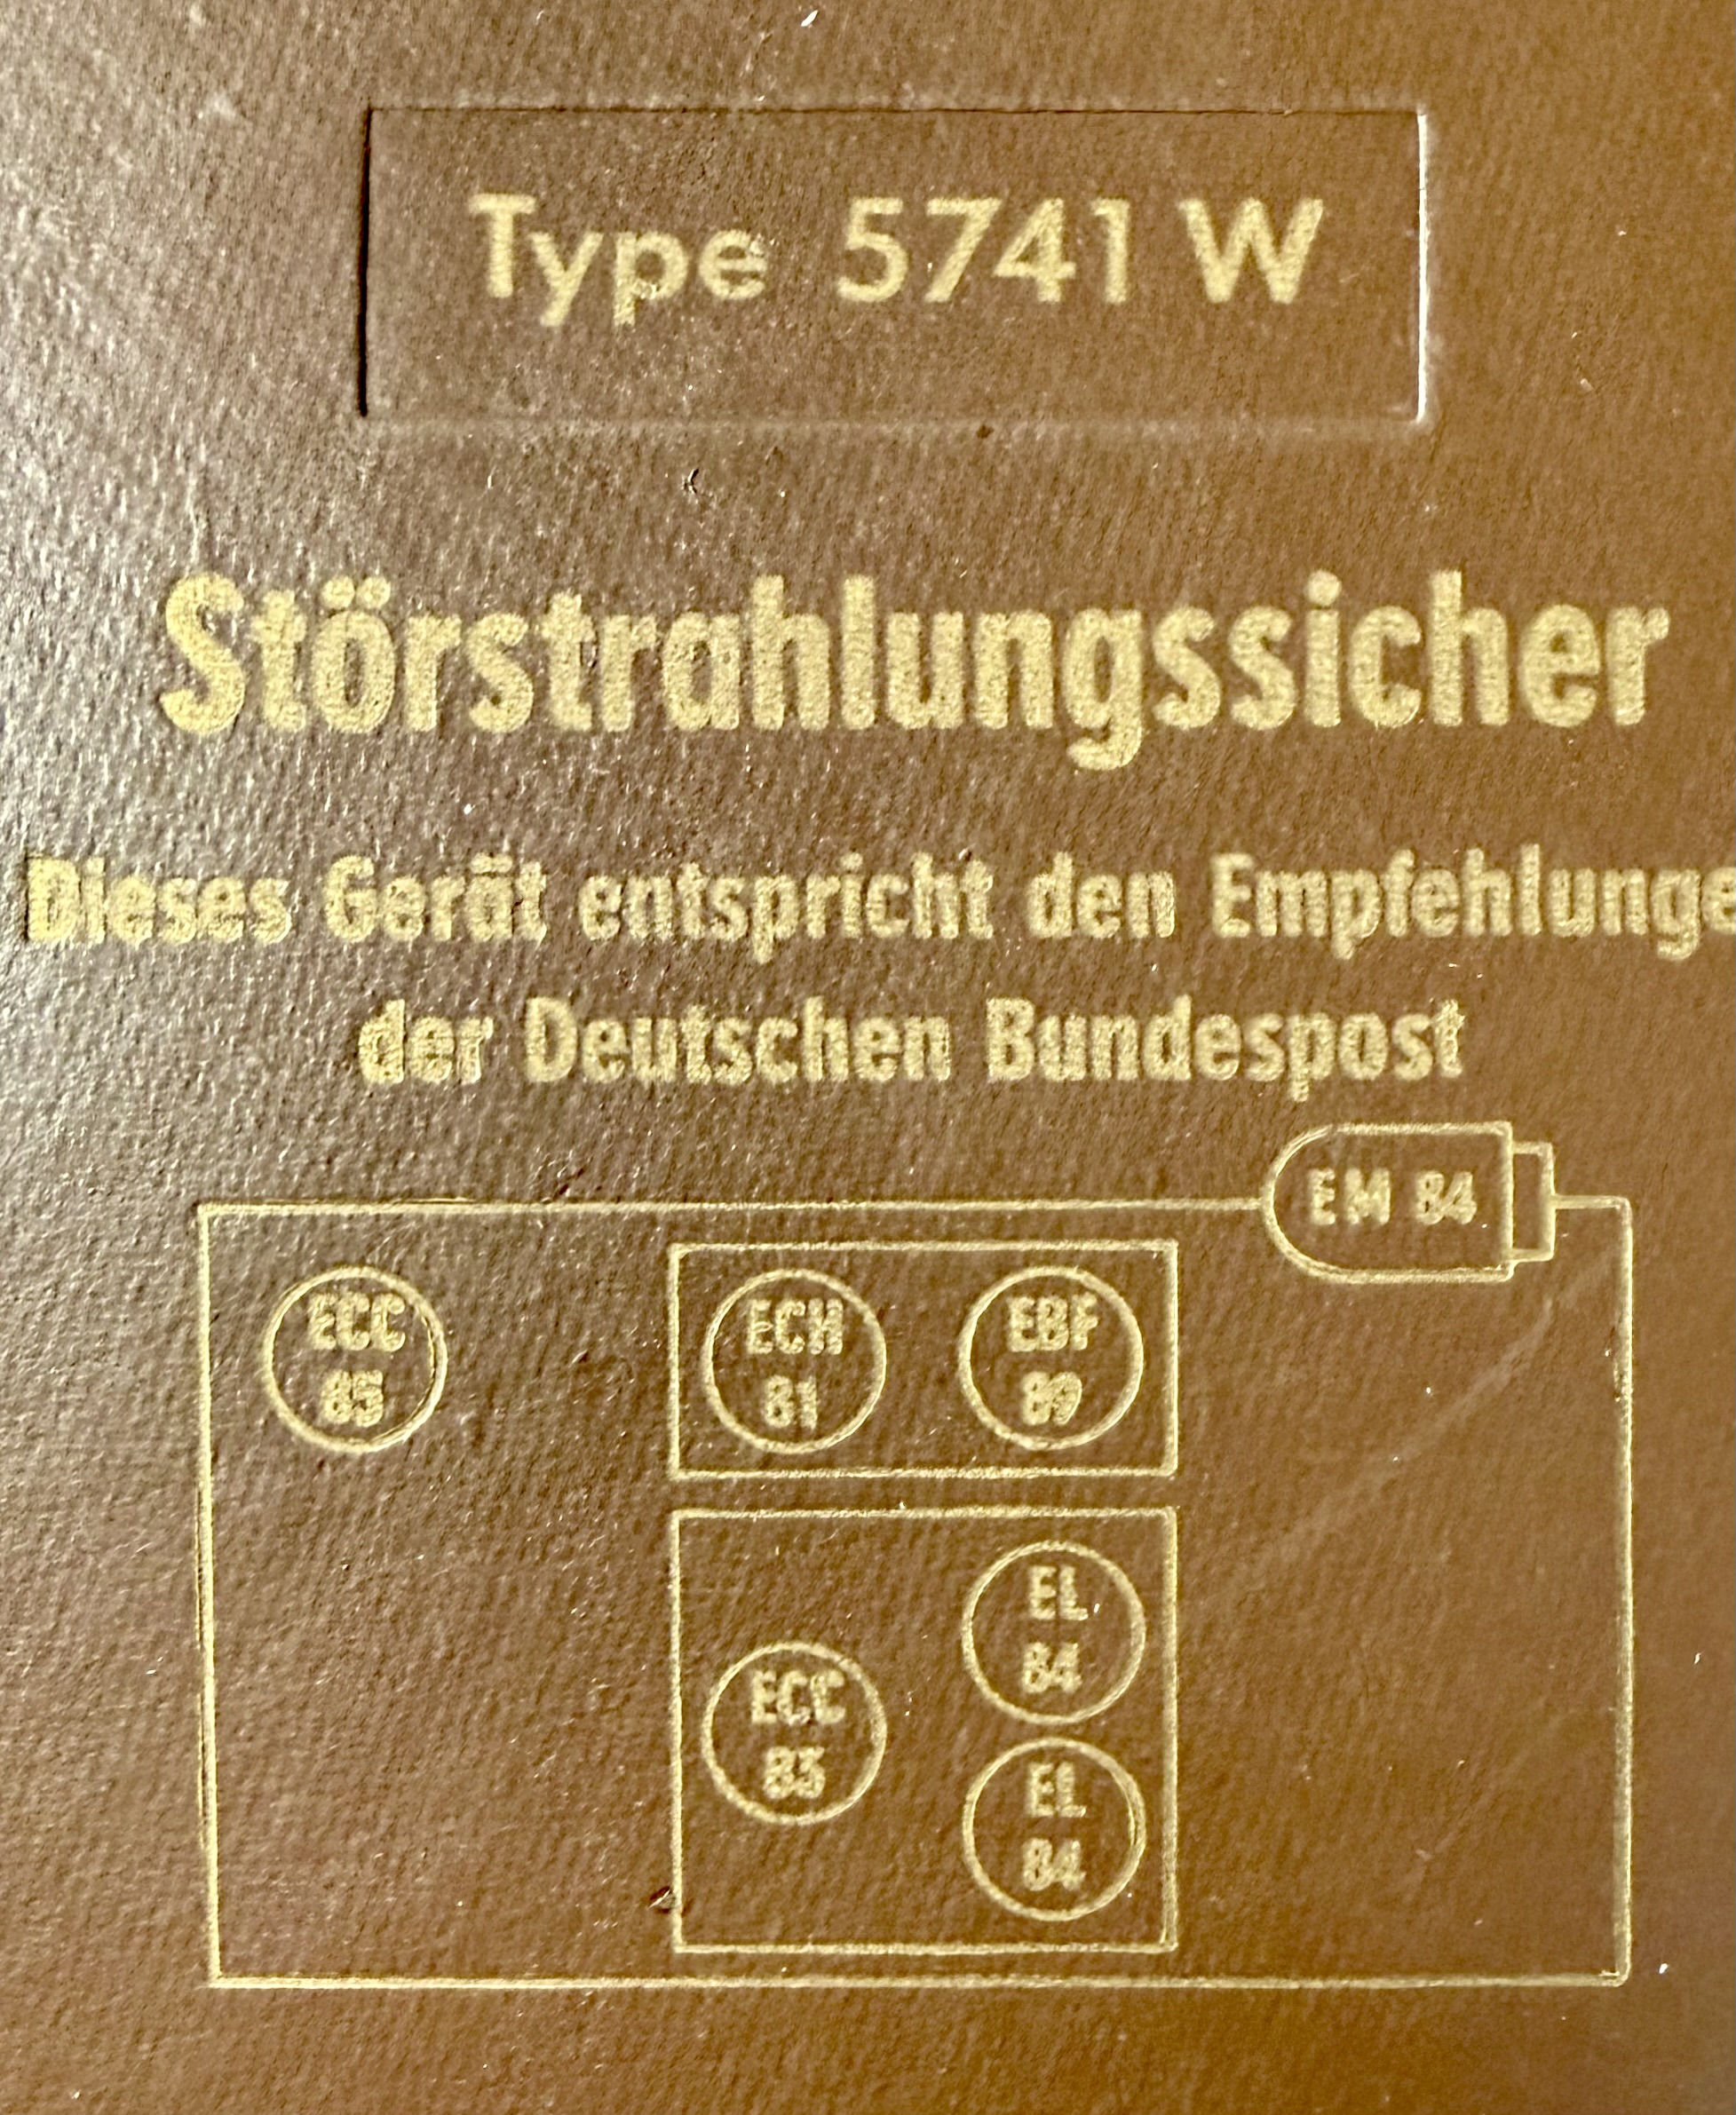 Type 5741 W
Störstrahlungssicher
Dieses Gerät entspricht den Empfehlunge
der Deutschen Bundespost
EM 84
ECC
85
ECH
81
EBF
89
ECC
83
EL
84
EL
84